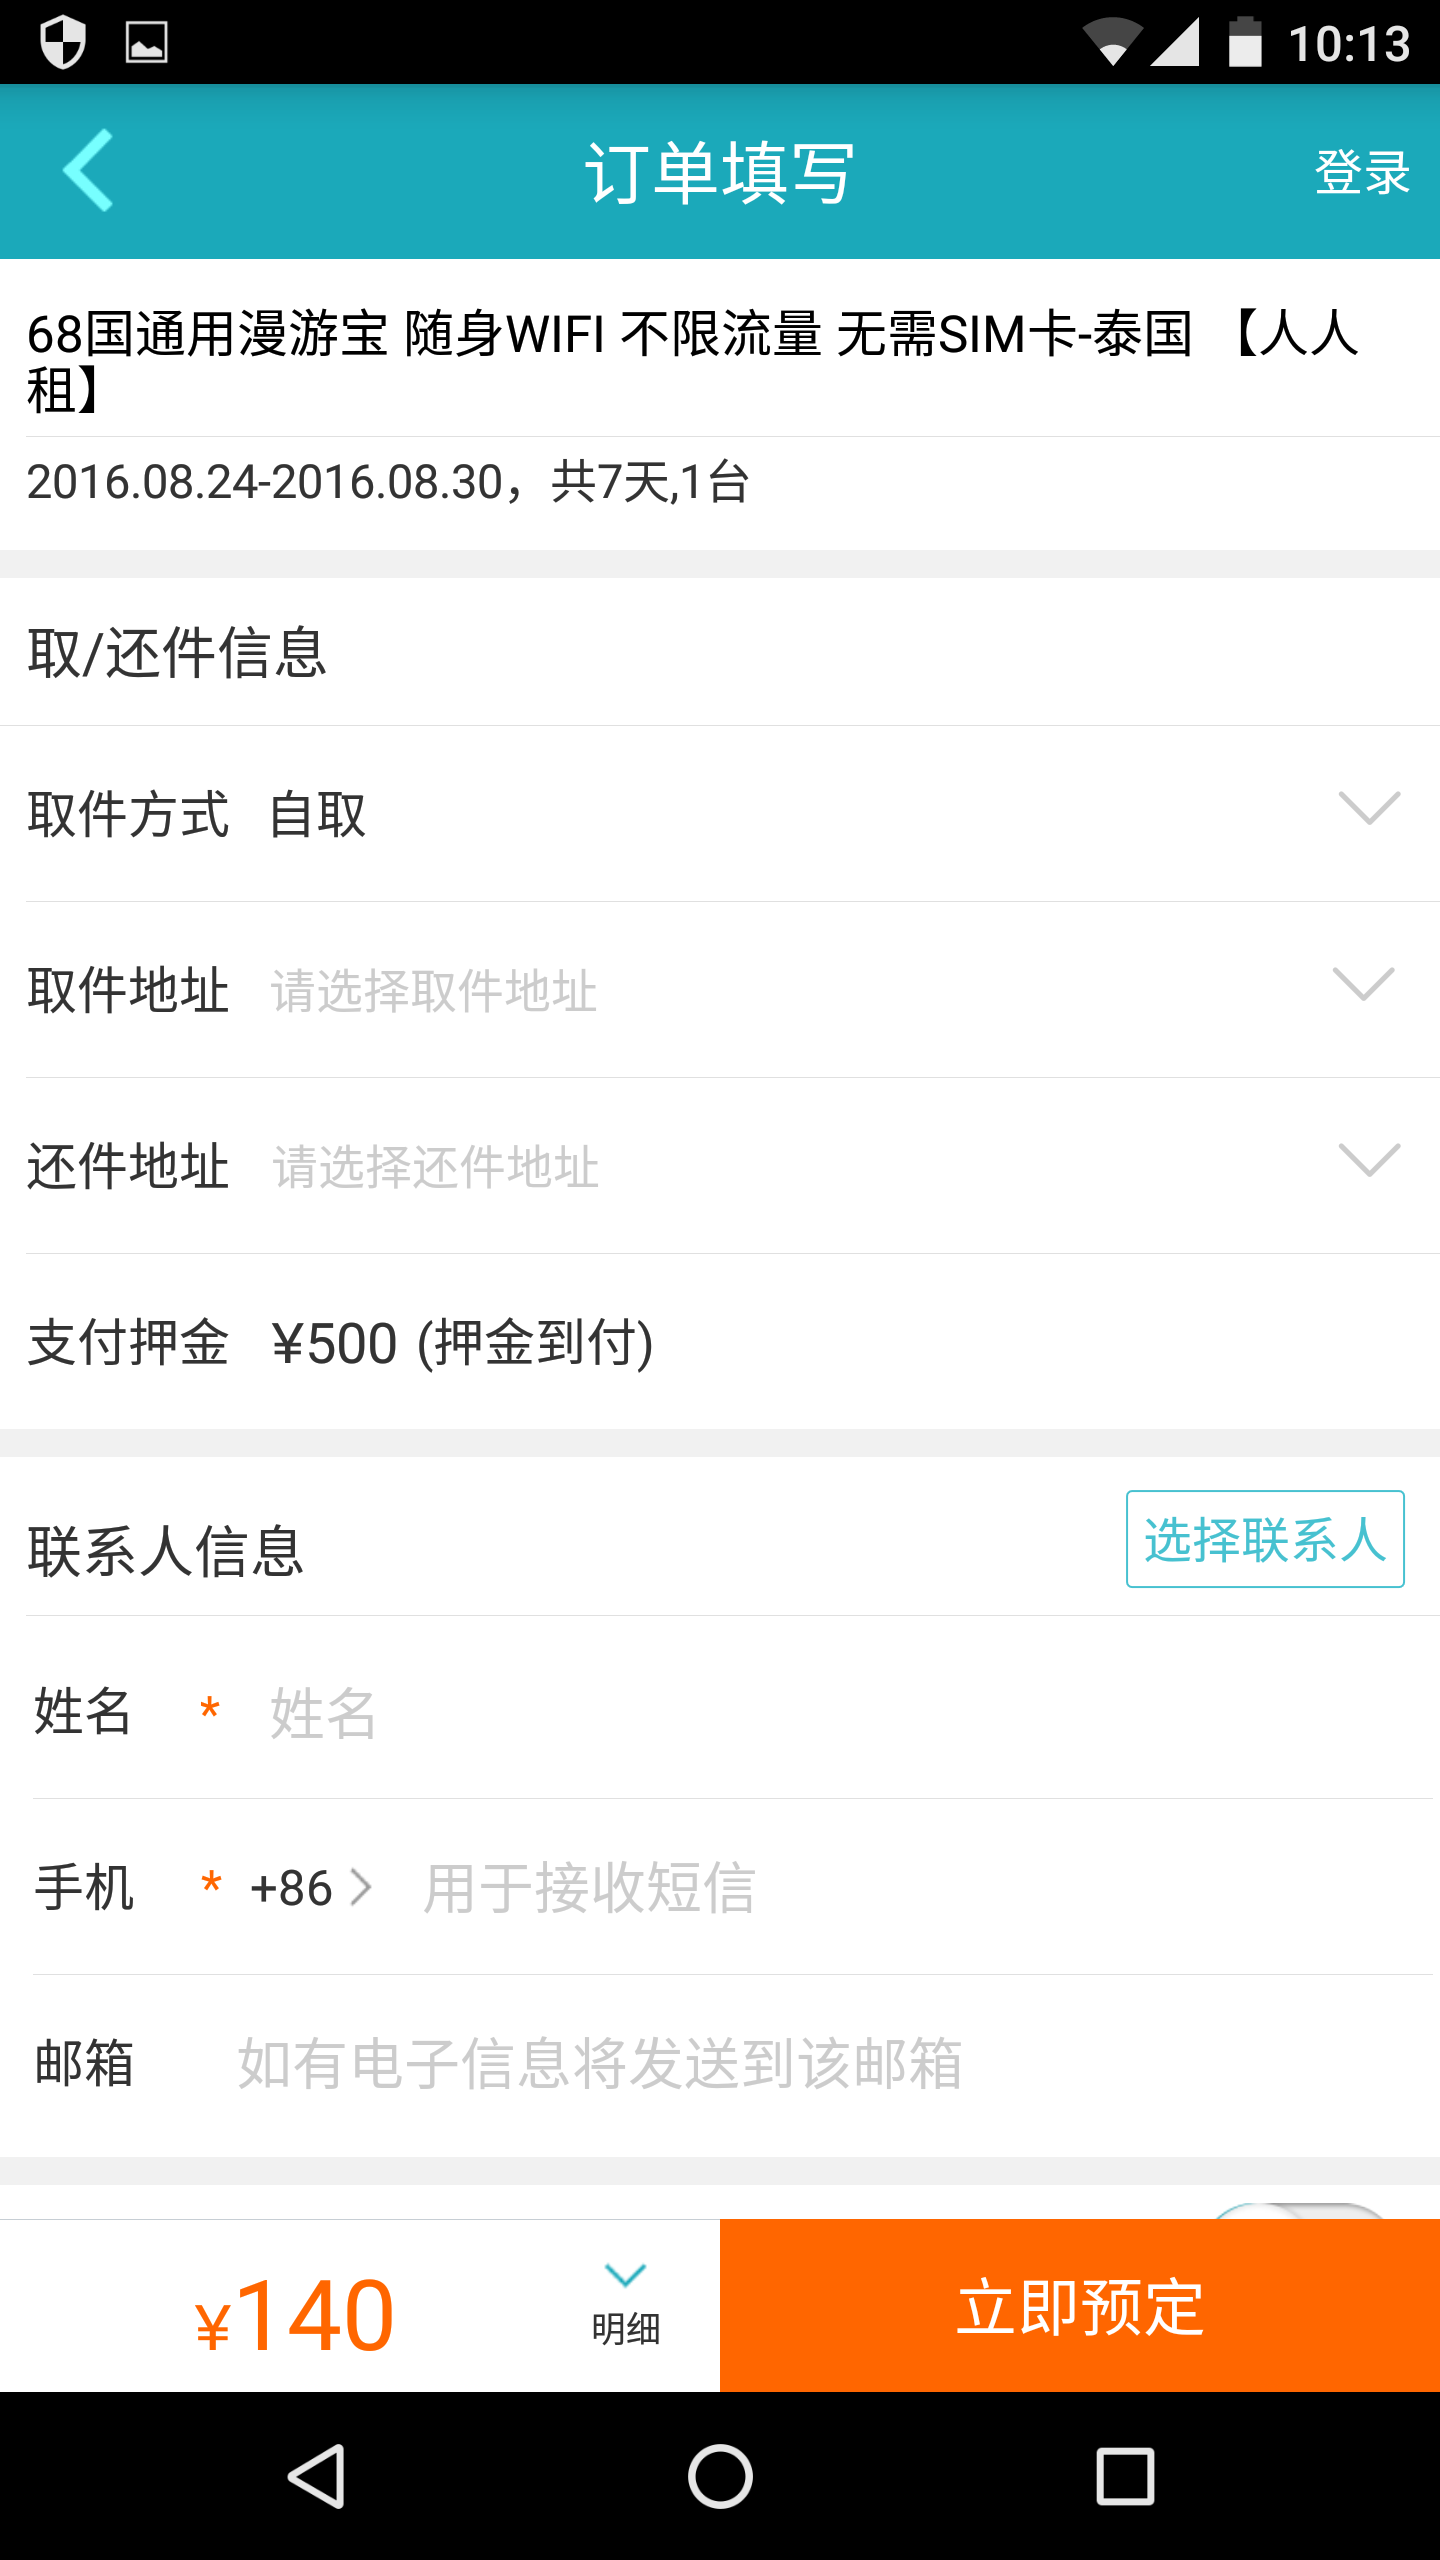 10:13
订单填写
登录
68国通用漫游宝 随身WIFI 不限流量 无需SIM卡-泰国 【人人
租】
2016.08.24-2016.08.30，共7天,1台
取/还件信息
取件方式 自取
取件地址 请选择取件地址
还件地址 请选择还件地址
支付押金 ¥500 (押金到付)
联系人信息
选择联系人
姓名 * 姓名
手机 * +86 用于接收短信
邮箱 如有电子信息将发送到该邮箱
¥140
明细
立即预定